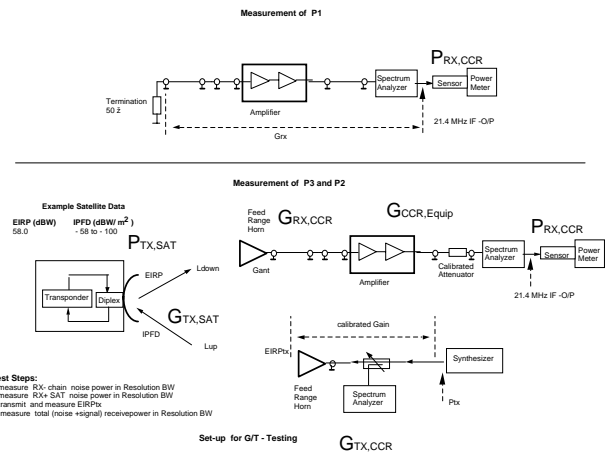 Measurement of P1
PRX,CCR
Spectrum
Analyzer
Sensor
Power
Meter
Termination
50 ž
Amplifier
21.4 MHz IF -O/P
Grx
Measurement of P3 and P2
Example Satellite Data
EIRP (dBW) IPFD (dBW/ m2 )
58.0 - 58 to - 100
PTX,SAT
Feed
Range
Horn
GRX,CCR
GCCR,Equip
PRX,CCR
Spectrum
Analyzer
Sensor
Power
Meter
Gant
Amplifier
Calibrated
Attenuator
21.4 MHz IF -O/P
EIRP
Ldown
Transponder
Diplex
GTX,SAT
IPFD
Lup
calibrated Gain
EIRPtx
Synthesizer
Feed
Range
Horn
Spectrum
Analyzer
Ptx
est Steps:
measure RX- chain noise power in Resolution BW
measure RX+ SAT noise power in Resolution BW
ransmit and measure EIRPtx
measure total (noise +signal) receivepower in Resolution BW
Set-up for G/T - Testing
GTX,CCR